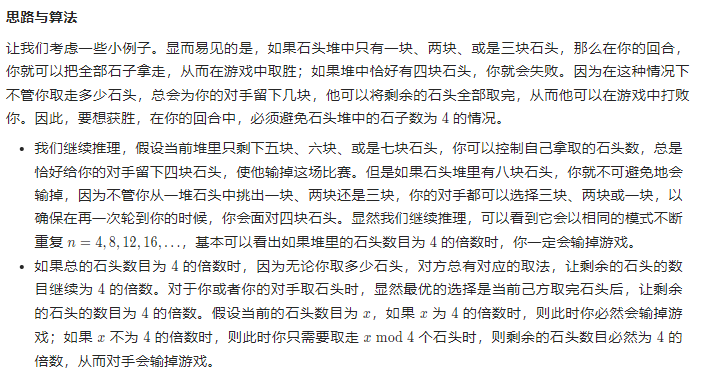 思路与算法
让我们考虑一些小例子。显而易见的是，如果石头堆中只有一块、两块、或是三块石头，那么在你的回合，
你就可以把全部石子拿走，从而在游戏中取胜；如果堆中恰好有四块石头，你就会失败。因为在这种情况下
不管你取走多少石头，总会为你的对手留下几块，他可以将剩余的石头全部取完，从而他可以在游戏中打败
你。因此，要想获胜，在你的回合中，必须避免石头堆中的石子数为 4 的情况。
• 我们继续推理，假设当前堆里只剩下五块、六块、或是七块石头，你可以控制自己拿取的石头数，总是
恰好给你的对手留下四块石头，使他输掉这场比赛。但是如果石头堆里有八块石头，你就不可避免地会
输掉，因为不管你从一堆石头中挑出一块、两块还是三块，你的对手都可以选择三块、两块或一块，以
确保在再一次轮到你的时候，你会面对四块石头。显然我们继续推理，可以看到它会以相同的模式不断
重复 n = 4, 8, 12, 16, …，基本可以看出如果堆里的石头数目为 4 的倍数时，你一定会输掉游戏。
• 如果总的石头数目为 4 的倍数时，因为无论你取多少石头，对方总有对应的取法，让剩余的石头的数
目继续为 4 的倍数。对于你或者你的对手取石头时，显然最优的选择是当前己方取完石头后，让剩余
的石头的数目为 4 的倍数。假设当前的石头数目为 x，如果 x 为 4 的倍数时，则此时你必然会输掉游
戏；如果 x 不为 4 的倍数时，则此时你只需要取走 x mod 4 个石头时，则剩余的石头数目必然为 4 的
倍数，从而对手会输掉游戏。